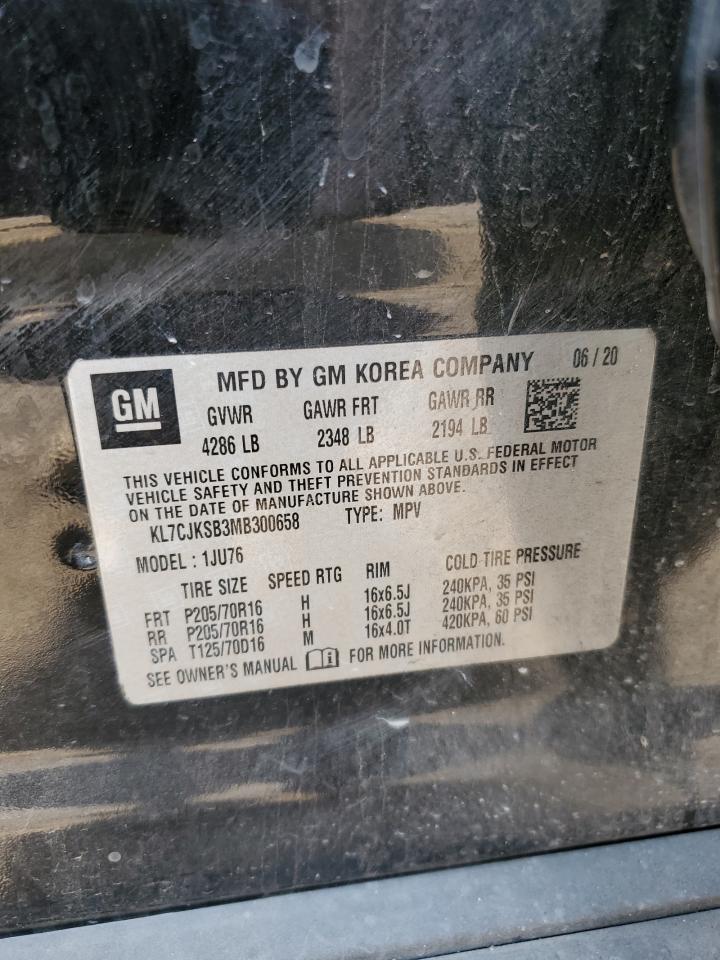 GM
MFD BY GM KOREA COMPANY 06 / 20
GVWR GAWR FRT GAWR RR
4286 LB 2348 LB 2194 LB
THIS VEHICLE CONFORMS TO ALL APPLICABLE U.S. FEDERAL MOTOR
VEHICLE SAFETY AND THEFT PREVENTION STANDARDS IN EFFECT
ON THE DATE OF MANUFACTURE SHOWN ABOVE.
KL7CJKSB3MB300658 TYPE: MPV
MODEL : 1JU76
TIRE SIZE SPEED RTG RIM COLD TIRE PRESSURE
FRT P205/70R16 H 16x6.5J 240KPA, 35 PSI
RR P205/70R16 H 16x6.5J 240KPA, 35 PSI
SPA T125/70D16 M 16x4.0T 420KPA, 60 PSI
SEE OWNER'S MANUAL FOR MORE INFORMATION.